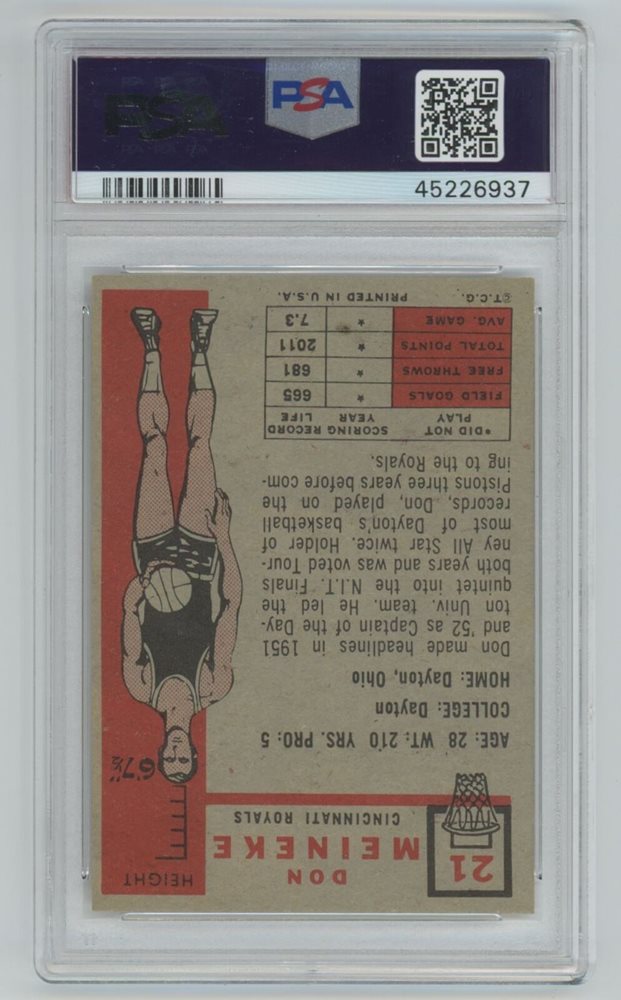 PSA
PSA
45226937
21
DON
MEINEKE
CINCINNATI ROYALS
HEIGHT
6'7½"
AGE: 28 WT: 210 YRS. PRO: 5
COLLEGE: Dayton
HOME: Dayton, Ohio
Don made headlines in 1951
and '52 as Captain of the Day-
ton Univ. team. He led the
quintet into the N.I.T. Finals
both years and was voted Tour-
ney All Star twice. Holder of
most of Dayton's basketball
records, Don, played on the
Pistons three years before com-
ing to the Royals.
*DID NOT PLAY
SCORING RECORD
YEAR LIFE
FIELD GOALS * 665
FREE THROWS * 681
TOTAL POINTS * 2011
AVG. GAME * 7.3
©T.C.G. PRINTED IN U.S.A.